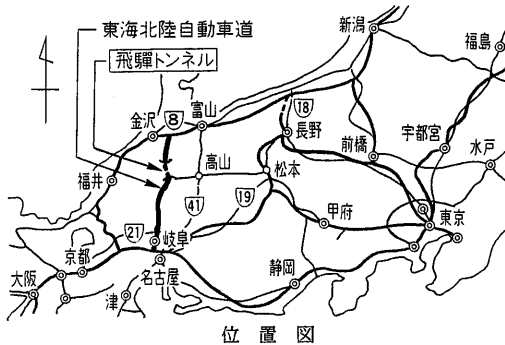 東海北陸自動車道
飛驒トンネル
新潟
福島
金沢
8
富山
18
長野
前橋
宇都宮
水戸
高山
松本
福井
41
19
甲府
東京
21
岐阜
京都
名古屋
静岡
大阪
津
位置図